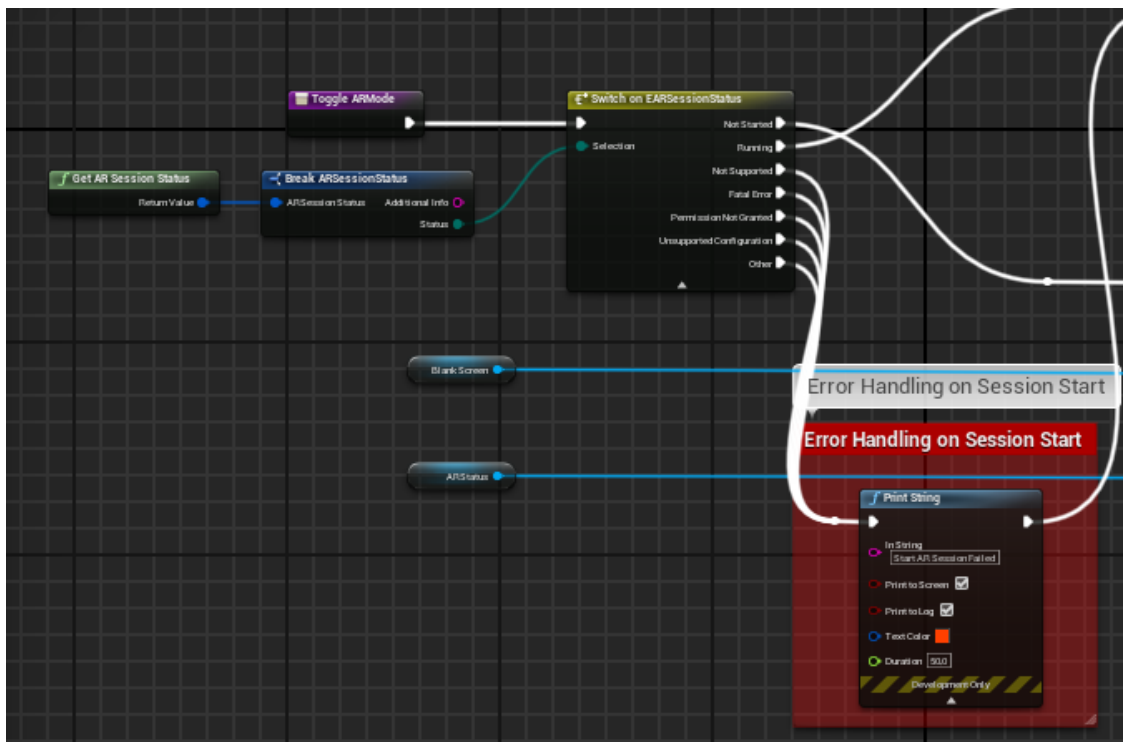 Toggle ARMode
Switch on EARSessionStatus
Not Started
Selection
Running
Not Supported
Fatal Error
Permission Not Granted
Unsupported Configuration
Other
Get AR Session Status
Return Value
Break ARSessionStatus
ARSession Status
Additional Info
Status
Blank Screen
ARStatus
Error Handling on Session Start
Error Handling on Session Start
Print String
In String
Start AR Session Failed
Print to Screen
Print to Log
Text Color
Duration 50.0
Development Only